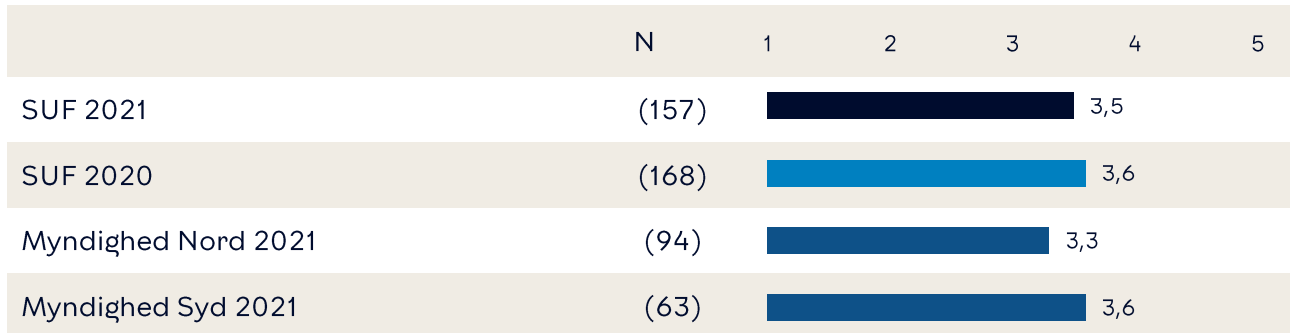 N 1 2 3 4 5
SUF 2021 (157) 3,5
SUF 2020 (168) 3,6
Myndighed Nord 2021 (94) 3,3
Myndighed Syd 2021 (63) 3,6